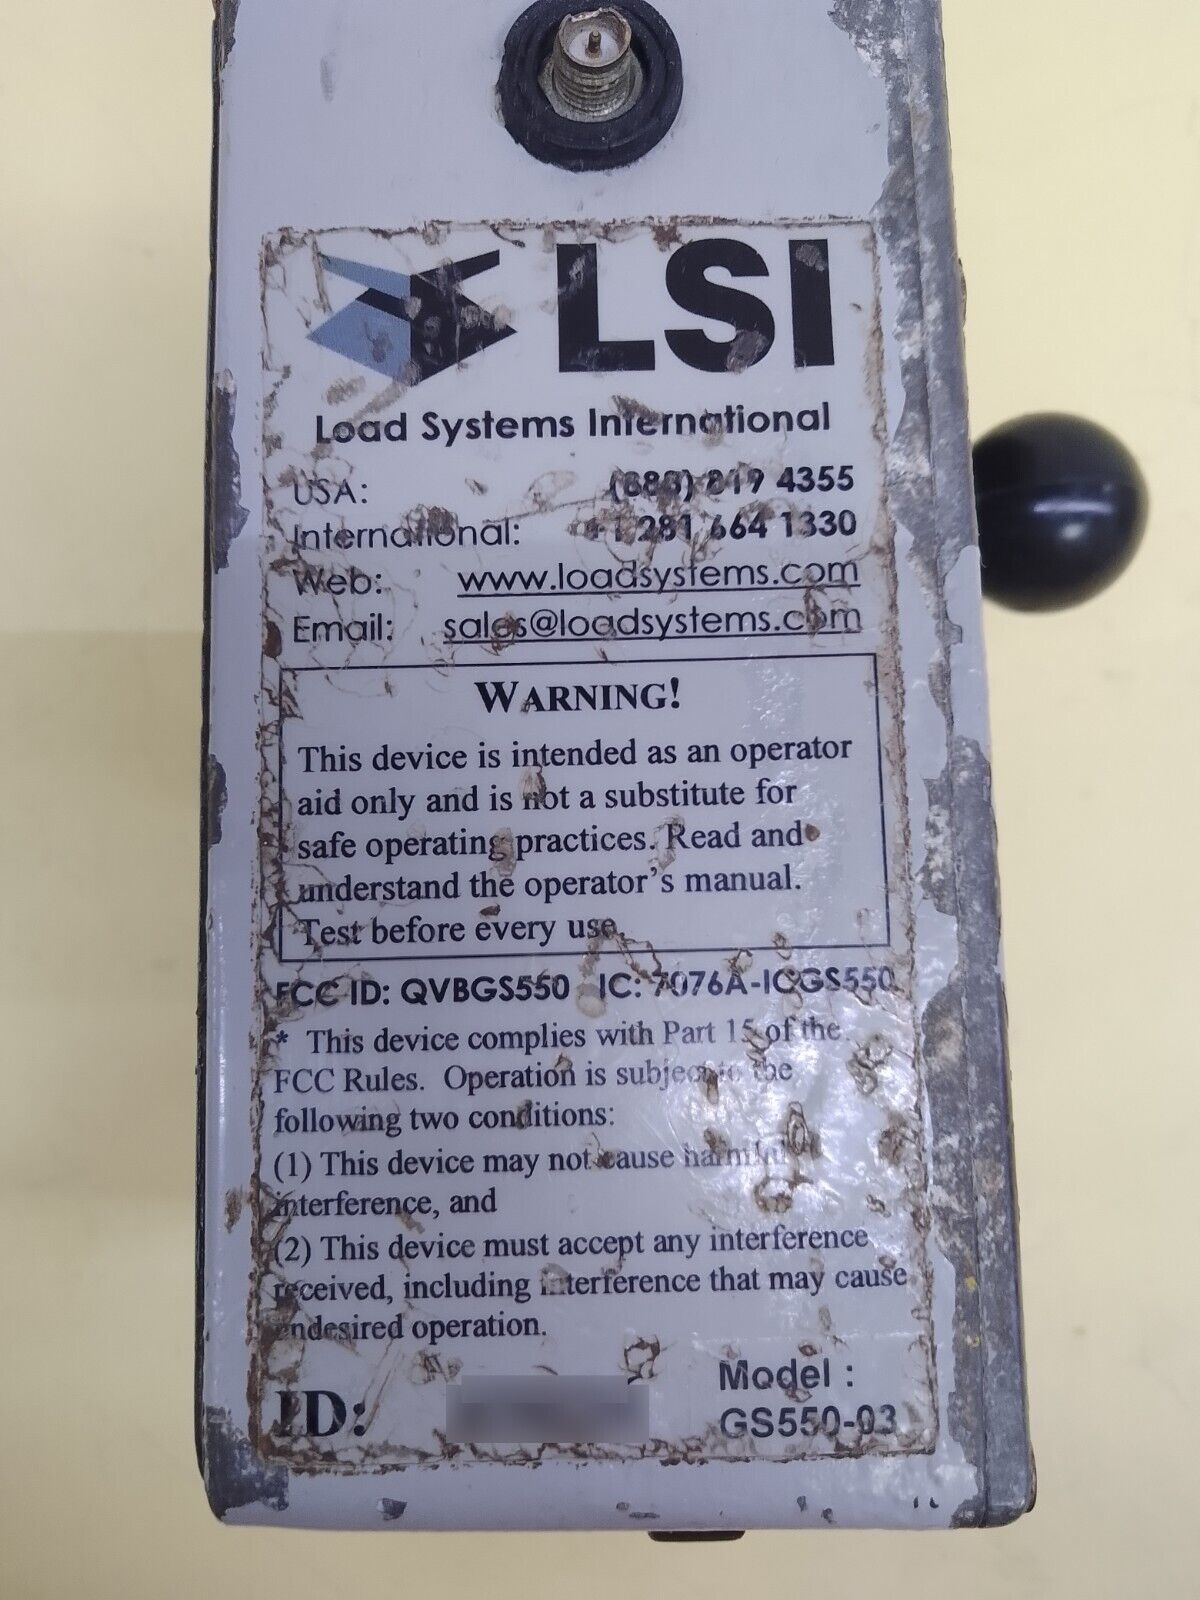 LSI
Load Systems International
USA: (888) 819 4355
International: +1 281 664 1330
Web: www.loadsystems.com
Email: sales@loadsystems.com
WARNING!
This device is intended as an operator
aid only and is not a substitute for
safe operating practices. Read and
understand the operator's manual.
Test before every use.
FCC ID: QVBGS550 IC: 7076A-ICGS550
* This device complies with Part 15 of the
FCC Rules. Operation is subject to the
following two conditions:
(1) This device may not cause harmful
interference, and
(2) This device must accept any interference
received, including interference that may cause
undesired operation.
ID:
Model :
GS550-03